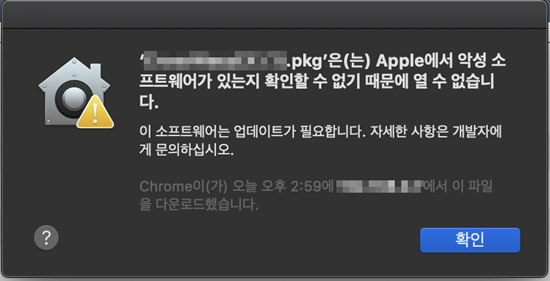 ‘ .pkg’은(는) Apple에서 악성 소
프트웨어가 있는지 확인할 수 없기 때문에 열 수 없습니
다.
이 소프트웨어는 업데이트가 필요합니다. 자세한 사항은 개발자에
게 문의하십시오.
Chrome이(가) 오늘 오후 2:59에 에서 이 파일
을 다운로드했습니다.
?
확인